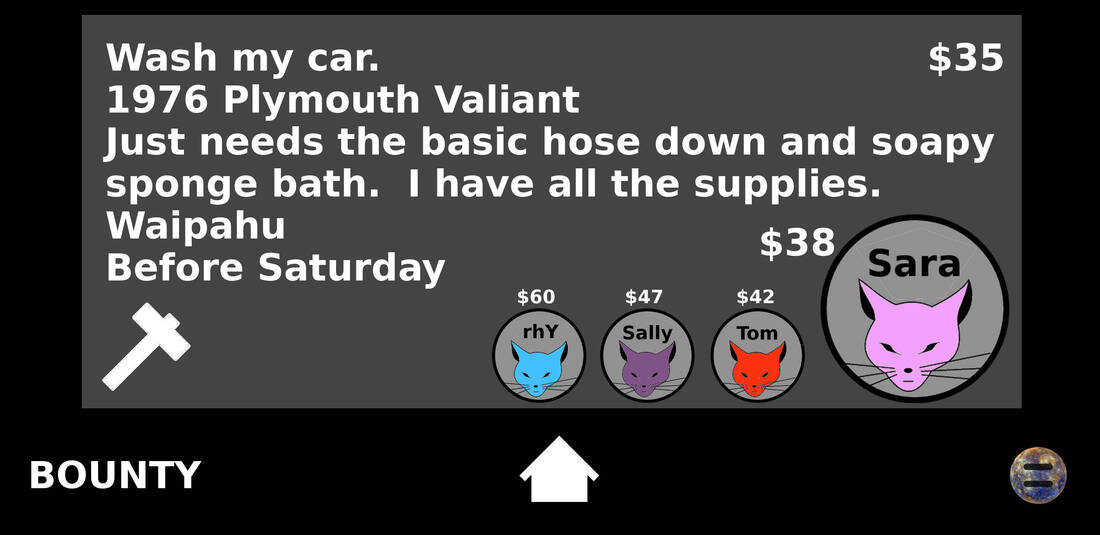 Wash my car.
$35
1976 Plymouth Valiant
Just needs the basic hose down and soapy
sponge bath.  I have all the supplies.
Waipahu
Before Saturday
$38
Sara
$60
$47
$42
rhY
Sally
Tom
BOUNTY